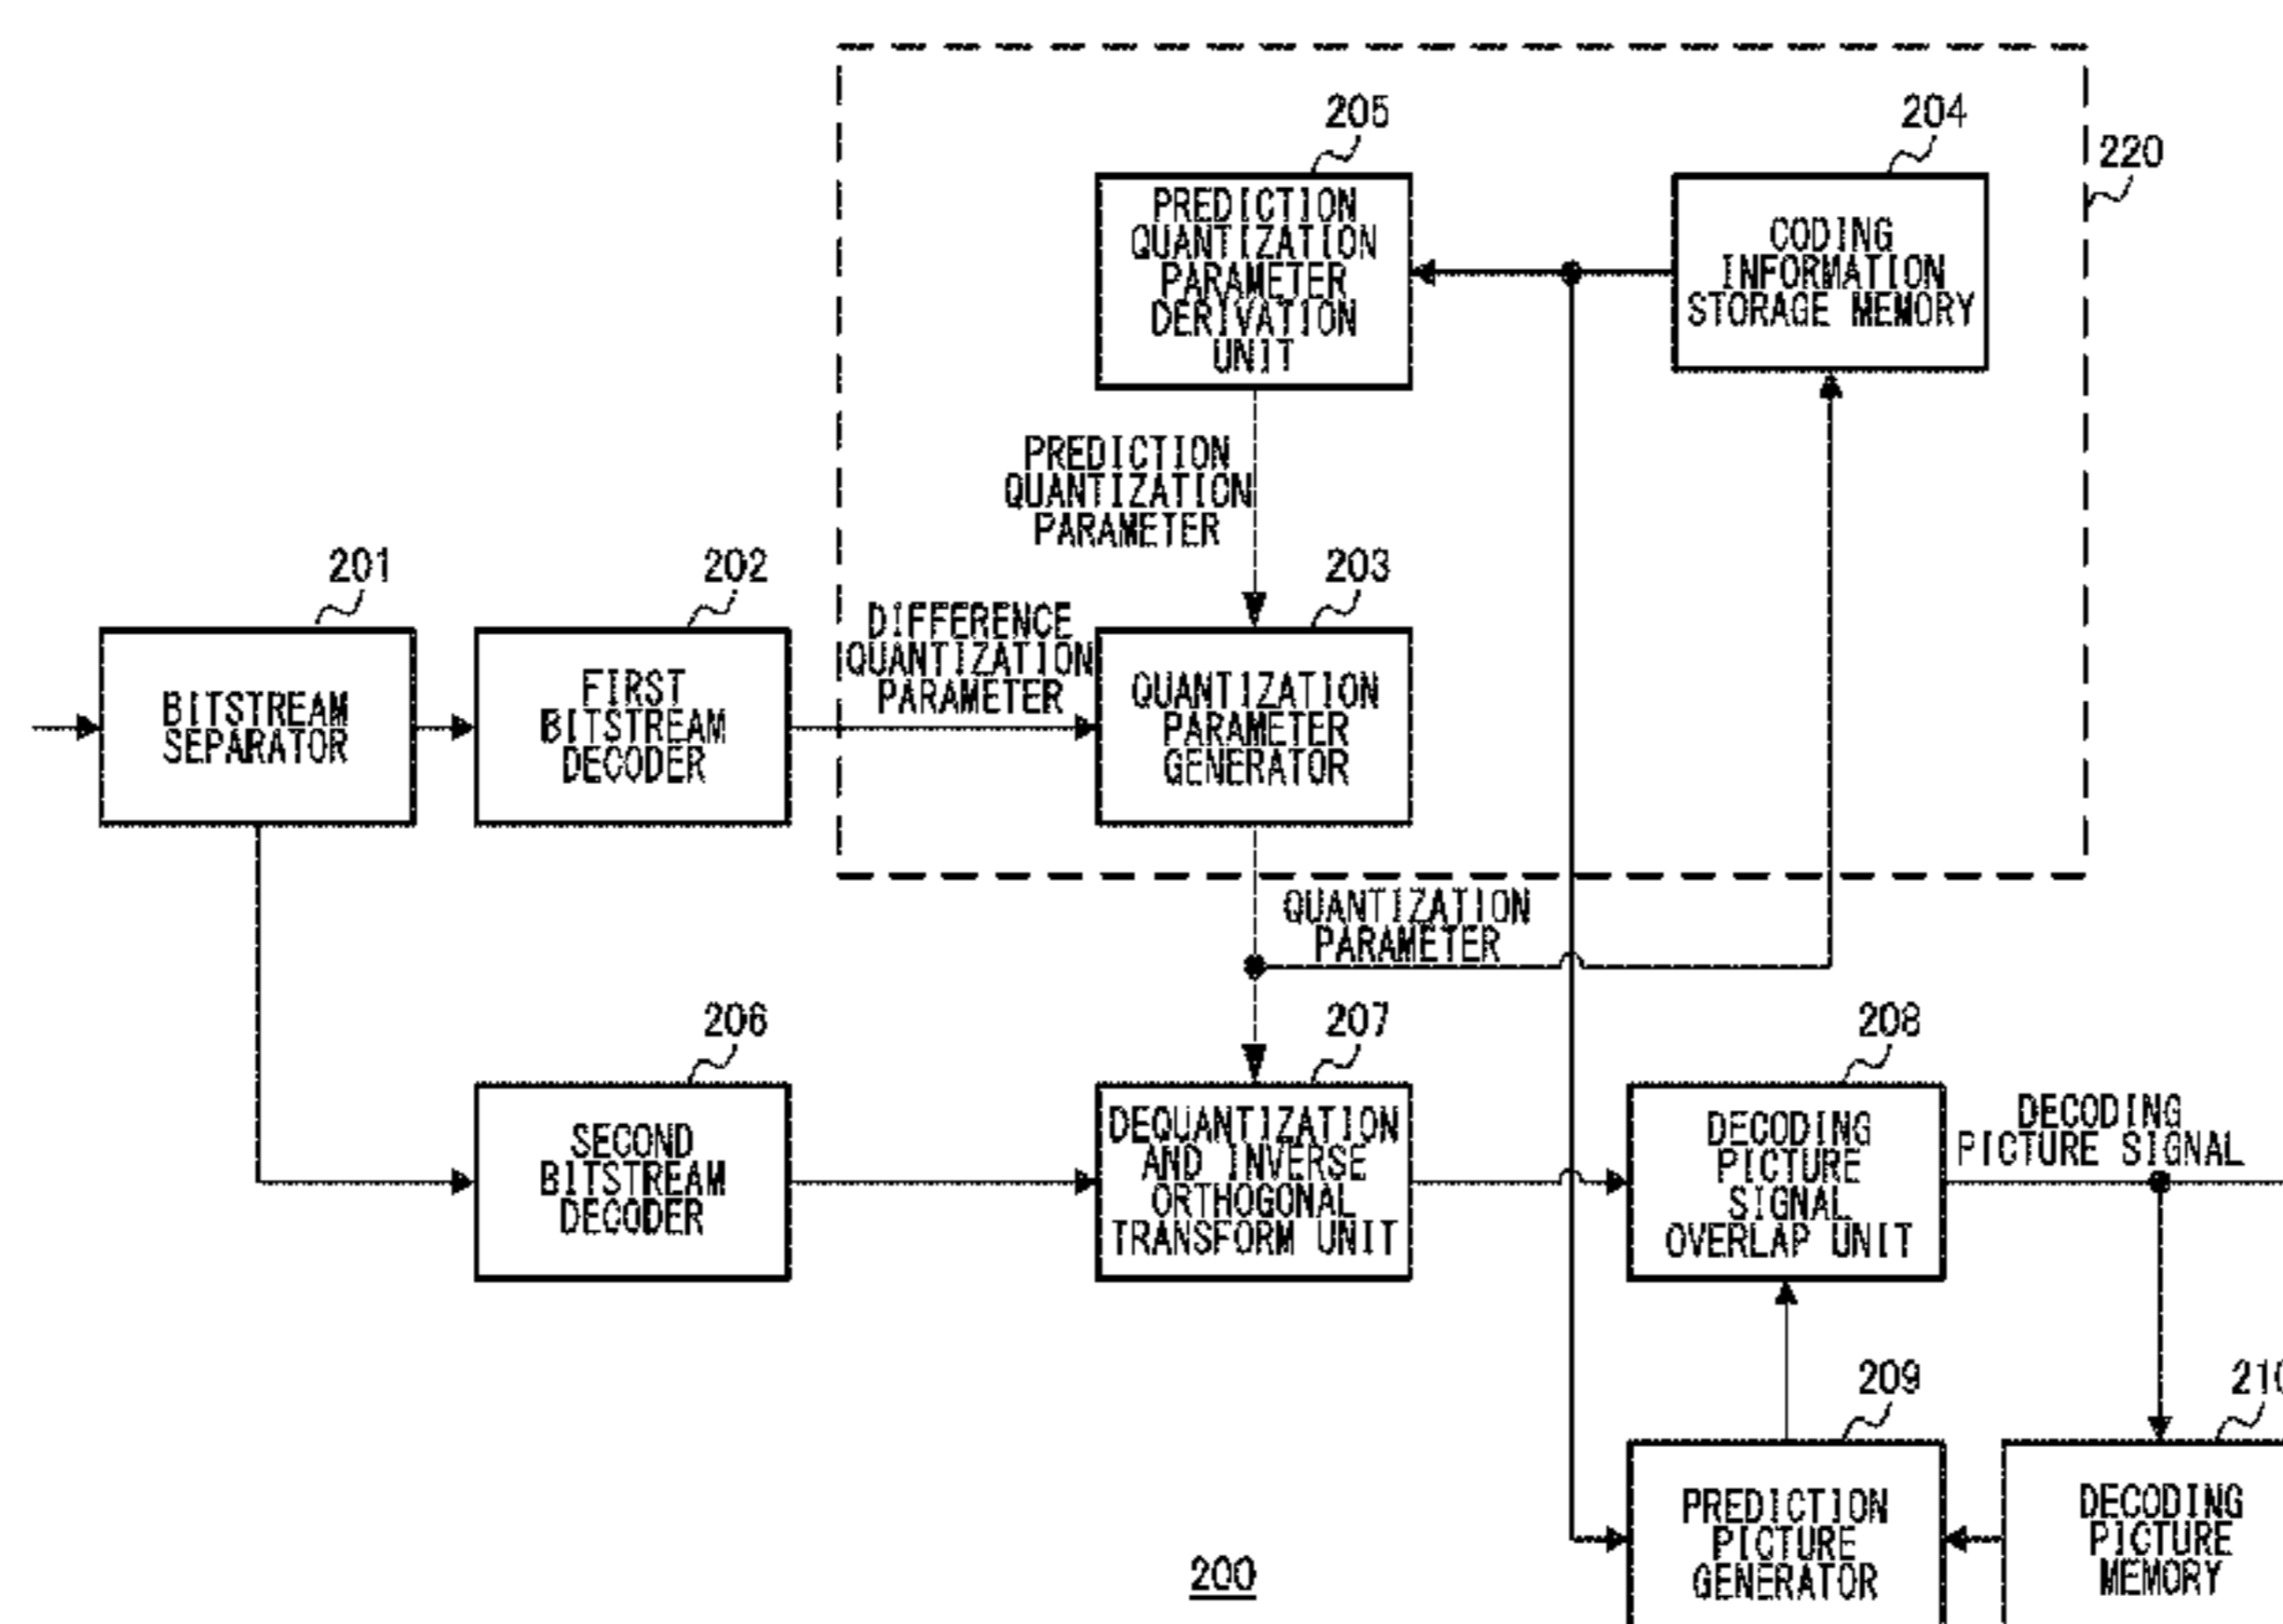 205
204
220
PREDICTION
QUANTIZATION
PARAMETER
DERIVATION
UNIT
CODING
INFORMATION
STORAGE MEMORY
PREDICTION
QUANTIZATION
PARAMETER
201
202
203
DIFFERENCE
QUANTIZATION
PARAMETER
BITSTREAM
SEPARATOR
FIRST
BITSTREAM
DECODER
QUANTIZATION
PARAMETER
GENERATOR
QUANTIZATION
PARAMETER
206
207
208
SECOND
BITSTREAM
DECODER
DEQUANTIZATION
AND INVERSE
ORTHOGONAL
TRANSFORM UNIT
DECODING
PICTURE
SIGNAL
OVERLAP UNIT
DECODING
PICTURE SIGNAL
209
210
PREDICTION
PICTURE
GENERATOR
DECODING
PICTURE
MEMORY
200